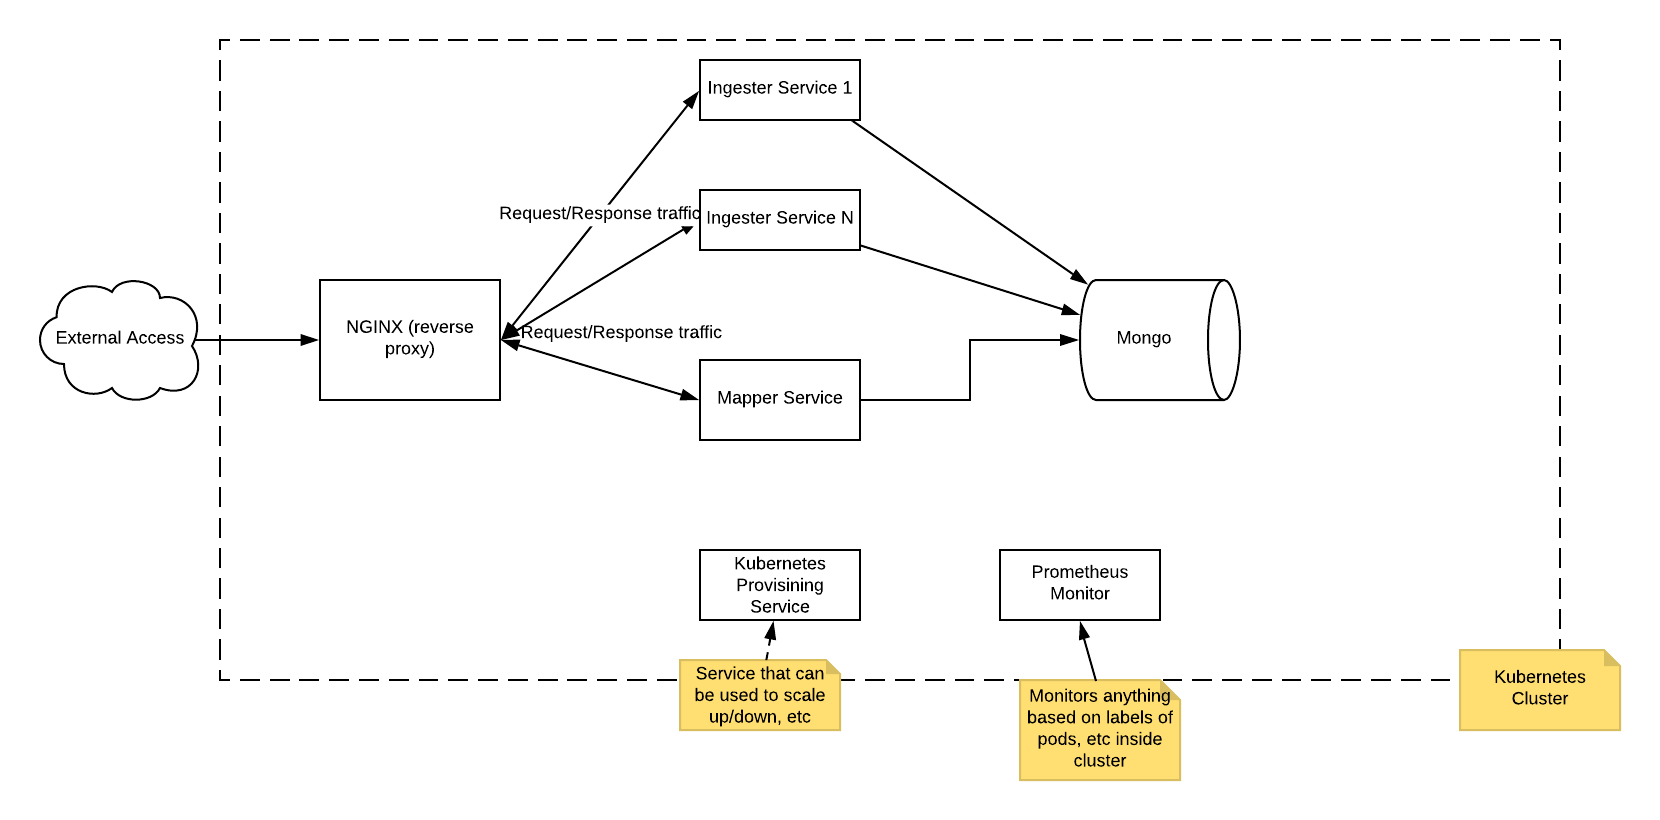 Ingester Service 1
Request/Response traffic
Ingester Service N
External Access
NGINX (reverse
proxy)
Request/Response traffic
Mongo
Mapper Service
Kubernetes
Provisining
Service
Prometheus
Monitor
Service that can
be used to scale
up/down, etc
Monitors anything
based on labels of
pods, etc inside
cluster
Kubernetes
Cluster